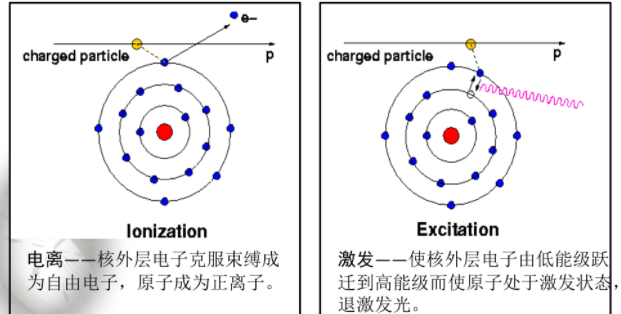 e-
charged particle
p
Ionization
电离——核外层电子克服束缚成
为自由电子，原子成为正离子。
charged particle
p
Excitation
激发——使核外层电子由低能级跃
迁到高能级而使原子处于激发状态，
退激发光。